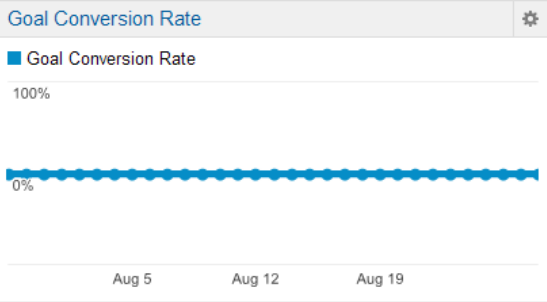 Goal Conversion Rate
Goal Conversion Rate
100%
0%
Aug 5 Aug 12 Aug 19